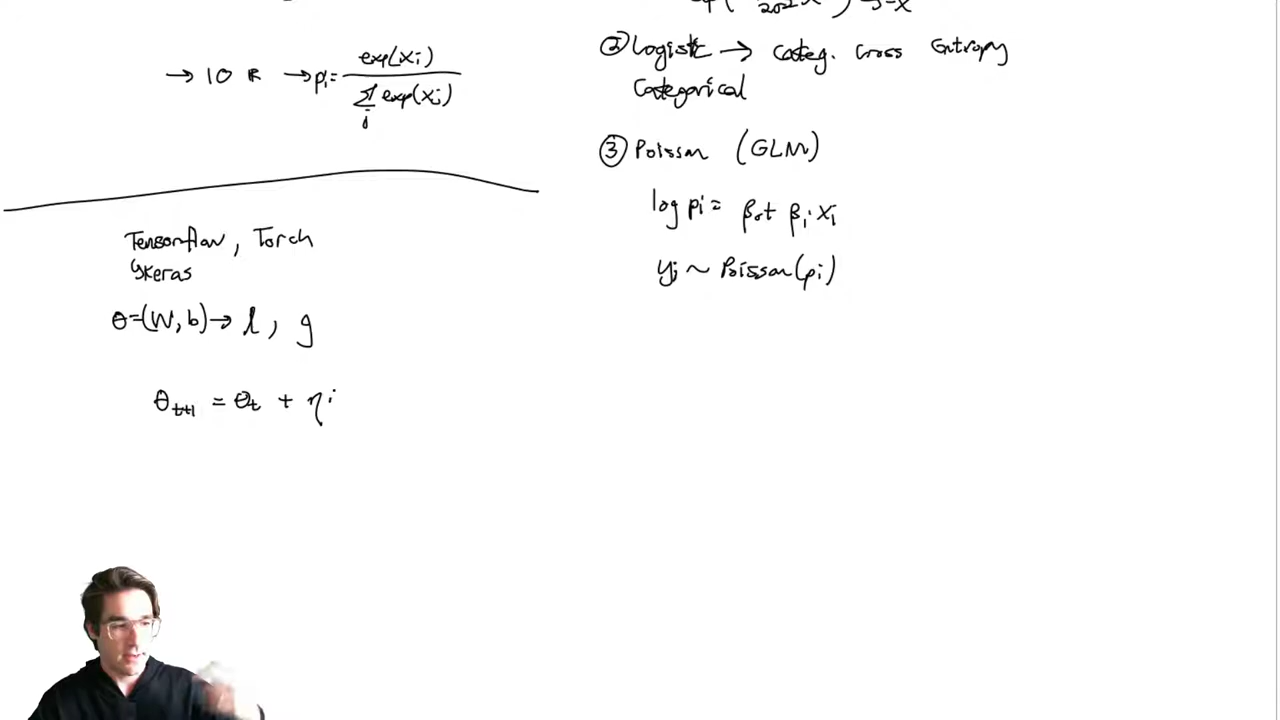 → 10 R → pᵢ = exp(xᵢ) / Σⱼ exp(xⱼ)
Tensorflow, Torch
↳Keras
θ=(W, b) → l, g
θₜ₊₁ = θₜ + η
② Logistic → Categ. Cross Entropy
Categorical
③ Poisson (GLM)
log pᵢ = β₀ + β₁·xᵢ
yᵢ ~ Poisson(pᵢ)